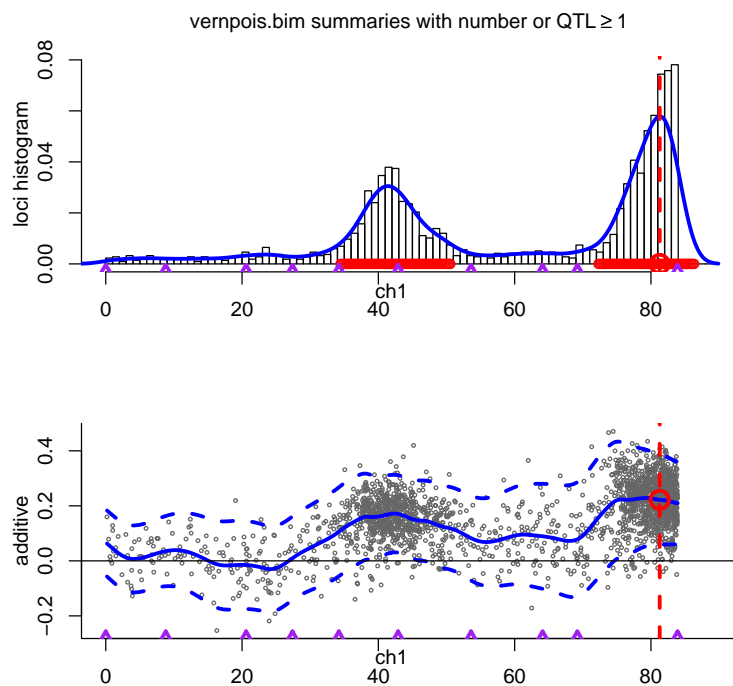 vernpois.bim summaries with number or QTL ≥ 1
loci histogram
0.00 0.04 0.08
ch1
0 20 40 60 80
additive
−0.2 0.0 0.2 0.4
ch1
0 20 40 60 80